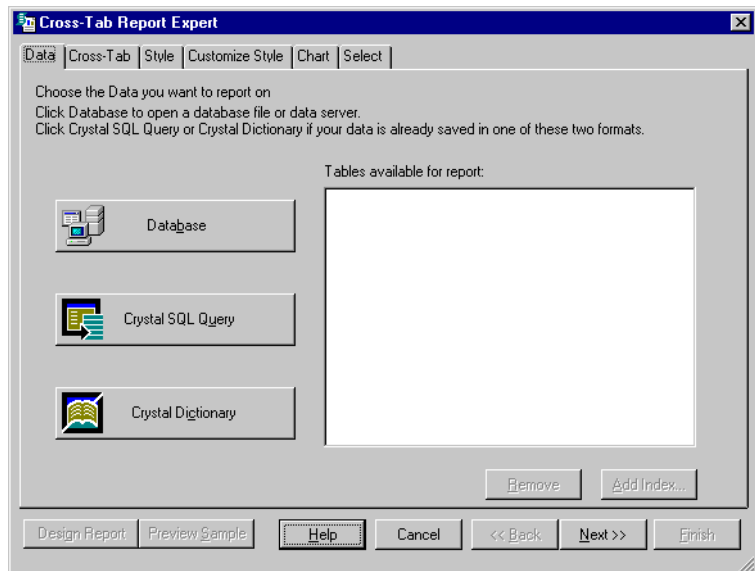 Cross-Tab Report Expert
Data Cross-Tab Style Customize Style Chart Select
Choose the Data you want to report on
Click Database to open a database file or data server.
Click Crystal SQL Query or Crystal Dictionary if your data is already saved in one of these two formats.
Tables available for report:
Database
Crystal SQL Query
Crystal Dictionary
Remove Add Index...
Design Report Preview Sample Help Cancel << Back Next >> Finish